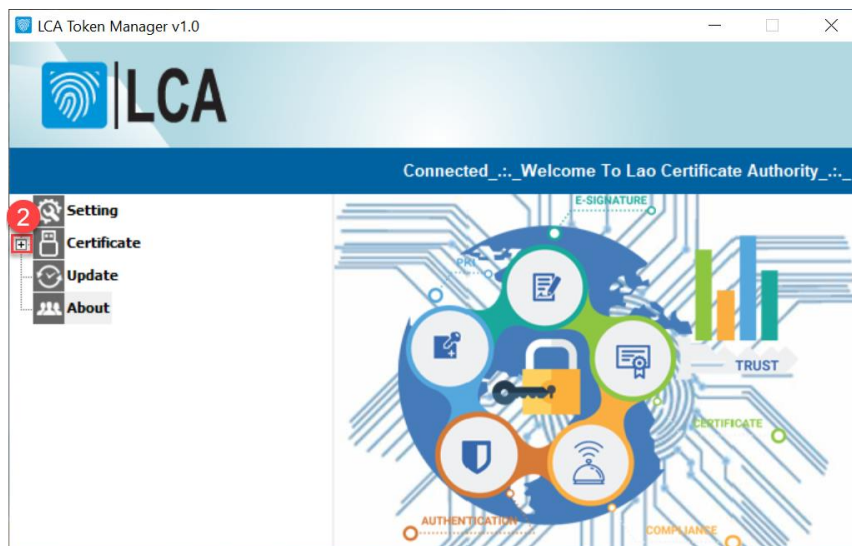 LCA Token Manager v1.0
LCA
Connected_.:._Welcome To Lao Certificate Authority_.:._
2
Setting
Certificate
Update
About
E-SIGNATURE
PKI
TRUST
CERTIFICATE
AUTHENTICATION
COMPLIANCE